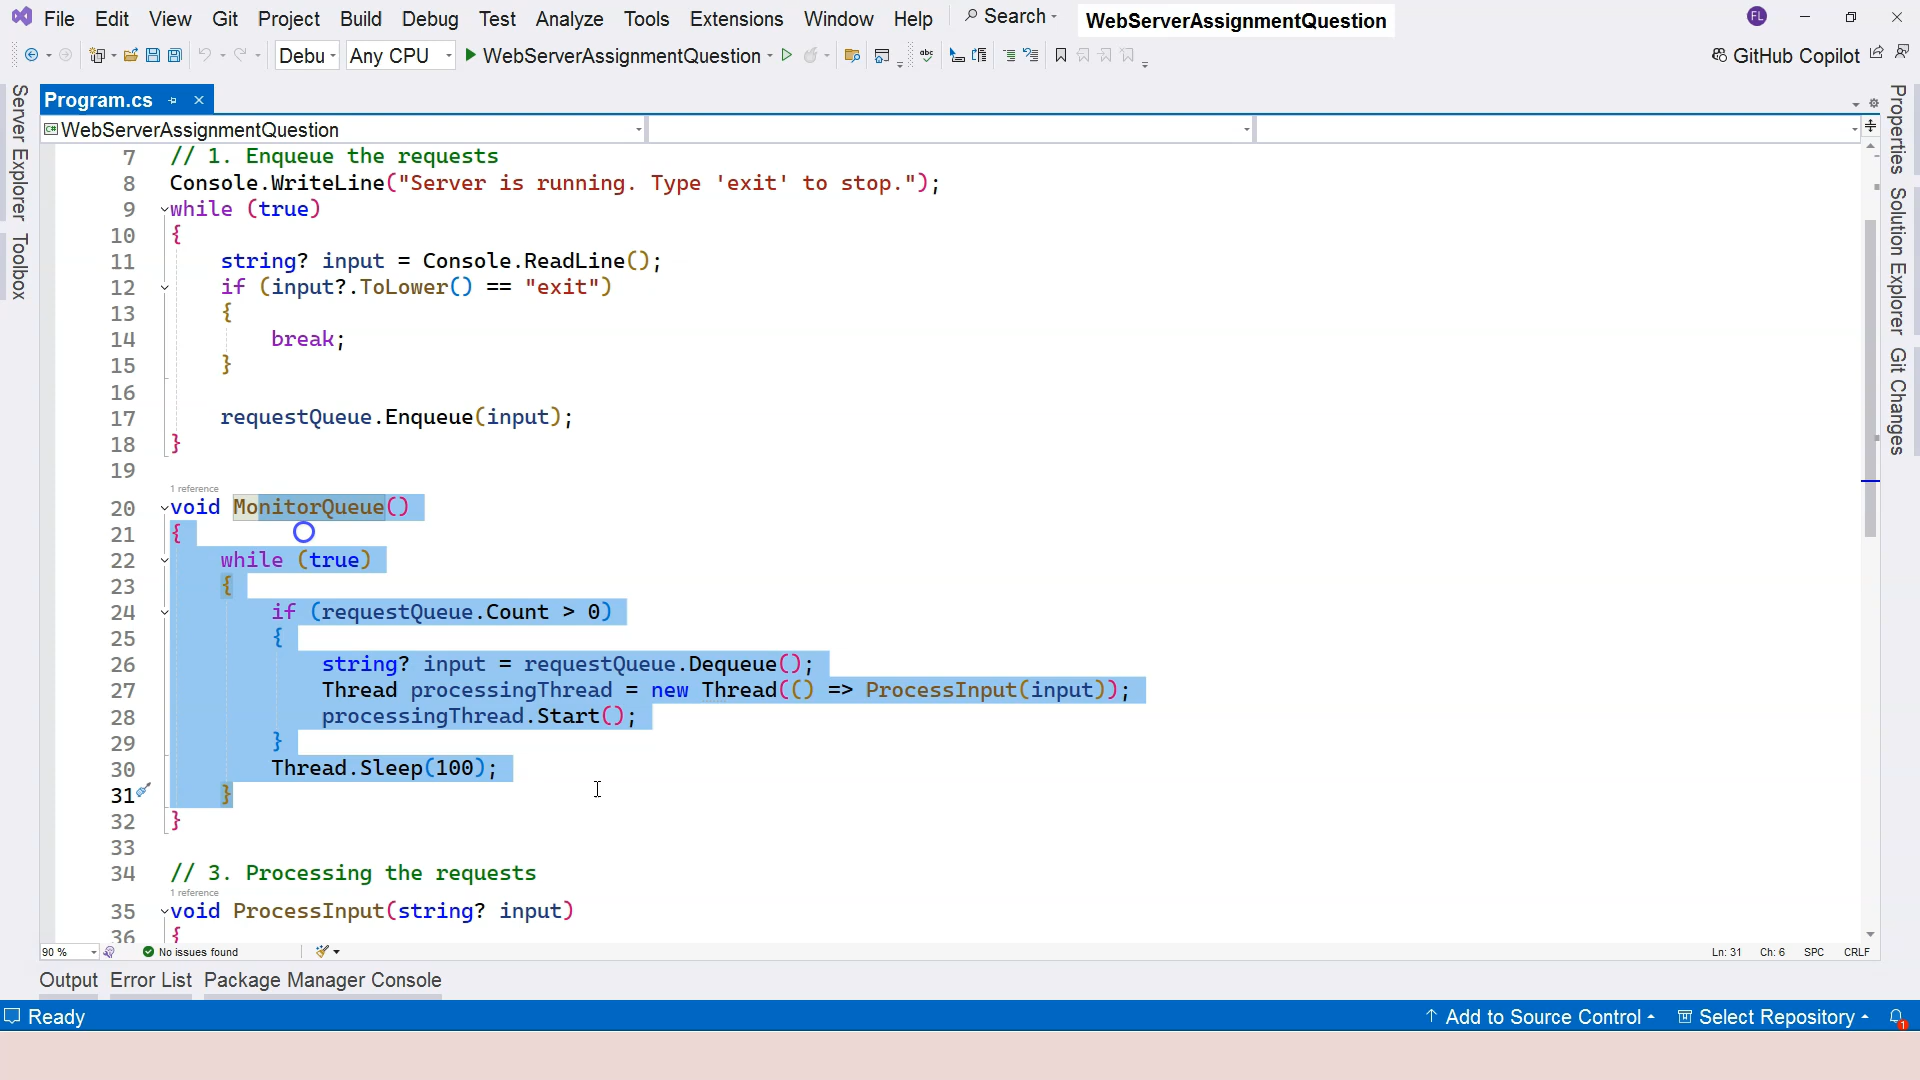 File Edit View Git Project Build Debug Test Analyze Tools Extensions Window Help Search WebServerAssignmentQuestion FL
Debu Any CPU WebServerAssignmentQuestion abc GitHub Copilot
Program.cs
C# WebServerAssignmentQuestion
7 // 1. Enqueue the requests
8 Console.WriteLine("Server is running. Type 'exit' to stop.");
9 while (true)
10 {
11 string? input = Console.ReadLine();
12 if (input?.ToLower() == "exit")
13 {
14 break;
15 }
16
17 requestQueue.Enqueue(input);
18 }
19
1 reference
20 void MonitorQueue()
21 {
22 while (true)
23 {
24 if (requestQueue.Count > 0)
25 {
26 string? input = requestQueue.Dequeue();
27 Thread processingThread = new Thread(() => ProcessInput(input));
28 processingThread.Start();
29 }
30 Thread.Sleep(100);
31 }
32 }
33
34 // 3. Processing the requests
1 reference
35 void ProcessInput(string? input)
36 {
90 % No issues found Ln: 31 Ch: 6 SPC CRLF
Output Error List Package Manager Console
Ready Add to Source Control Select Repository 1
Server Explorer
Toolbox
Properties
Solution Explorer
Git Changes